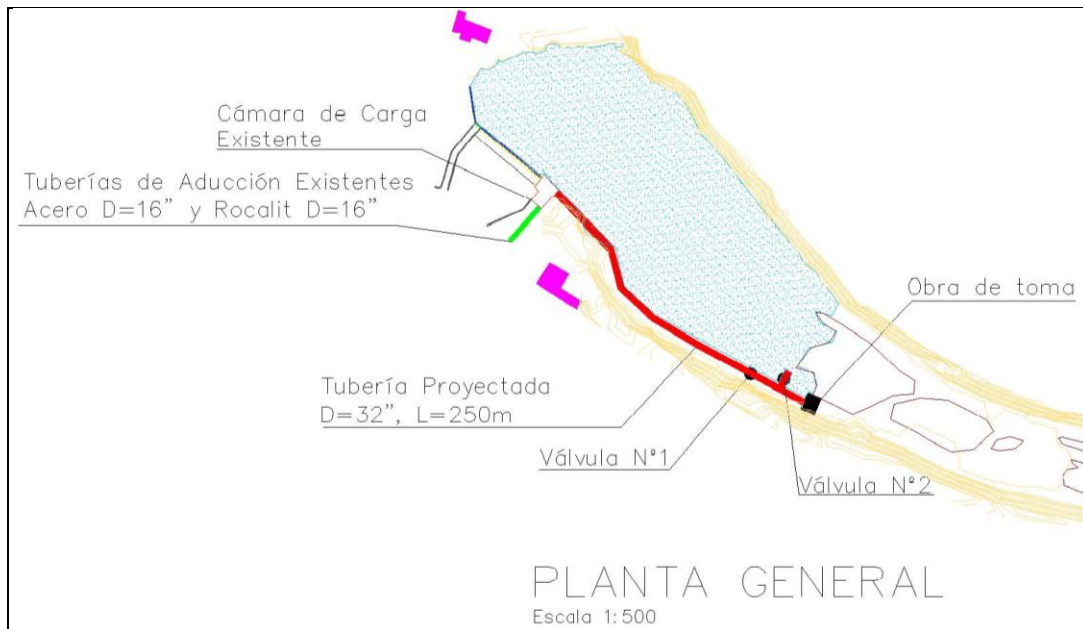 Cámara de Carga
Existente
Tuberías de Aducción Existentes
Acero D=16” y Rocalit D=16”
Obra de toma
Tubería Proyectada
D=32”, L=250m
Válvula N°1
Válvula N°2
PLANTA GENERAL
Escala 1:500